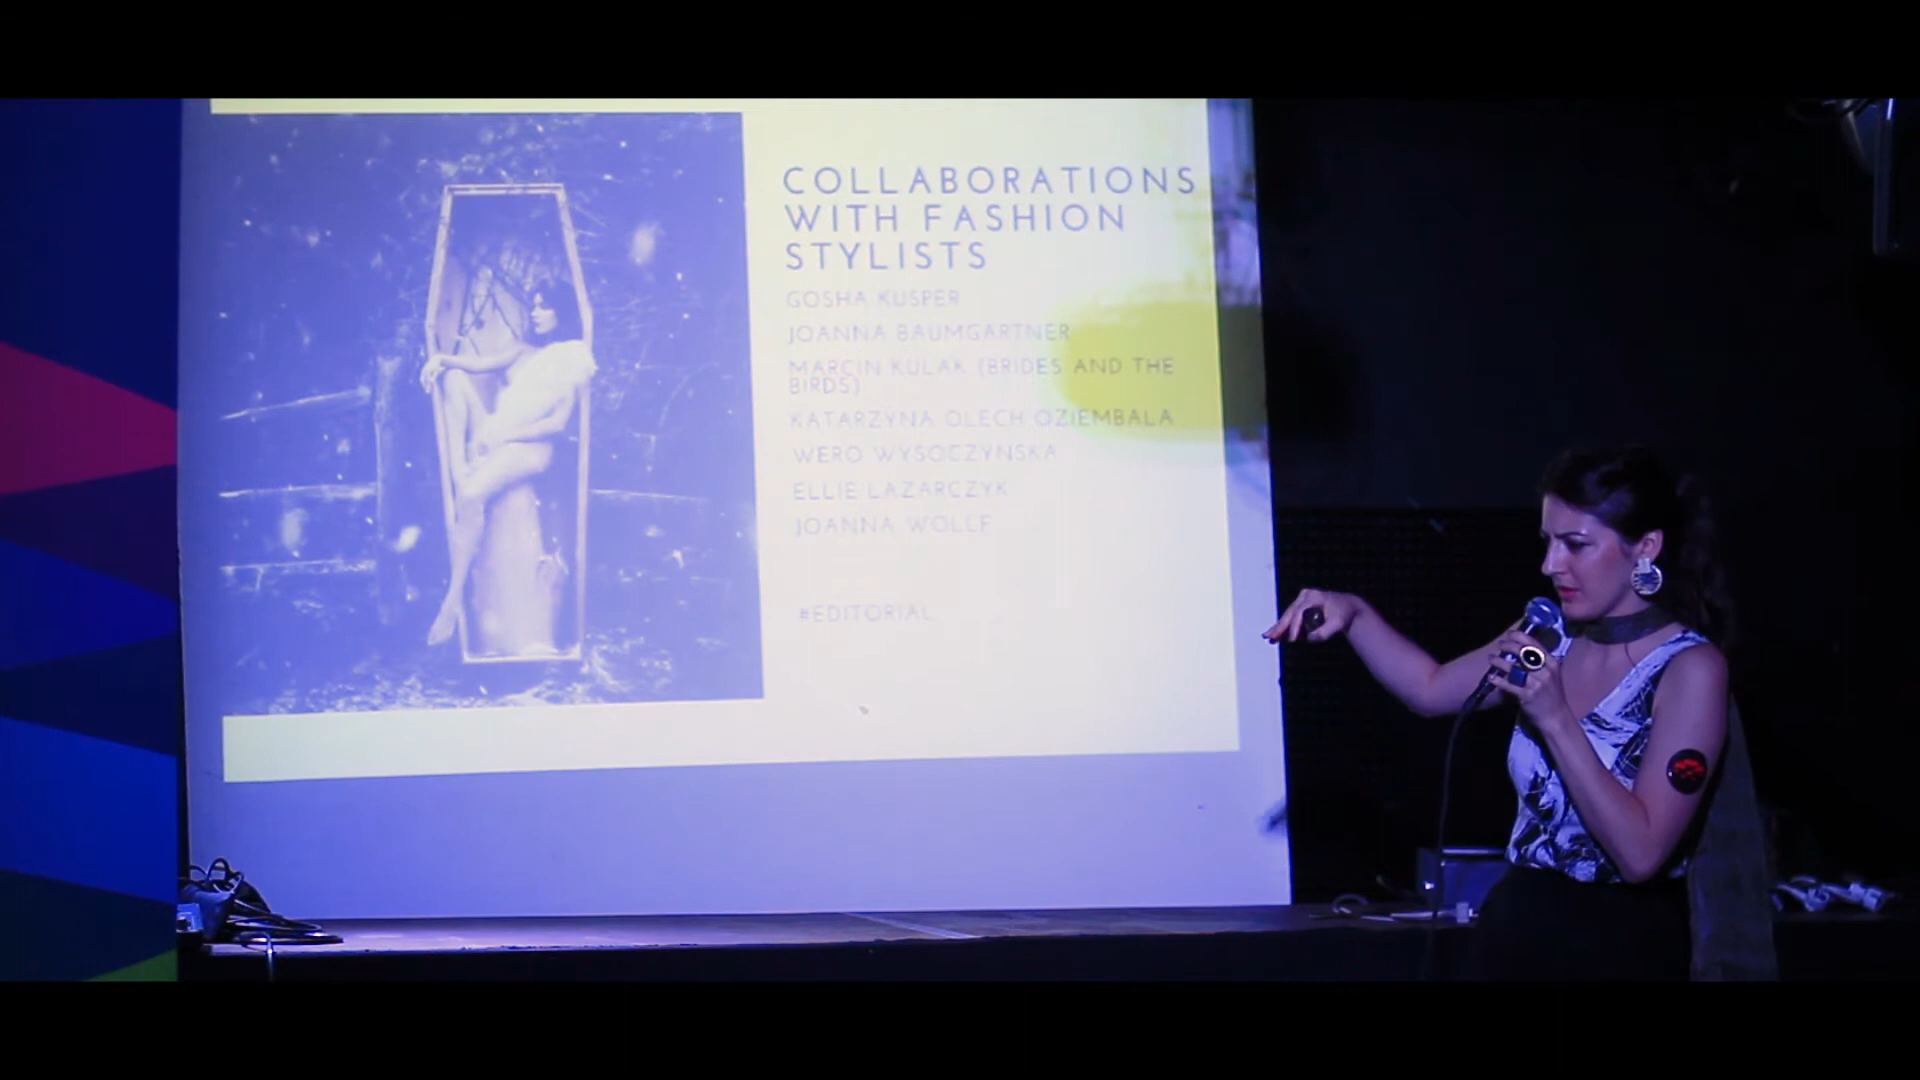 COLLABORATIONS
WITH FASHION
STYLISTS
GOSHA KUSPER
JOANNA BAUMGARTNER
MARCIN KULAK (BRIDES AND THE
BIRDS)
KATARZYNA OLECH OZIEMBALA
WERO WYSOCZYNSKA
ELLIE LAZARCZYK
JOANNA WOLFF
#EDITORIAL